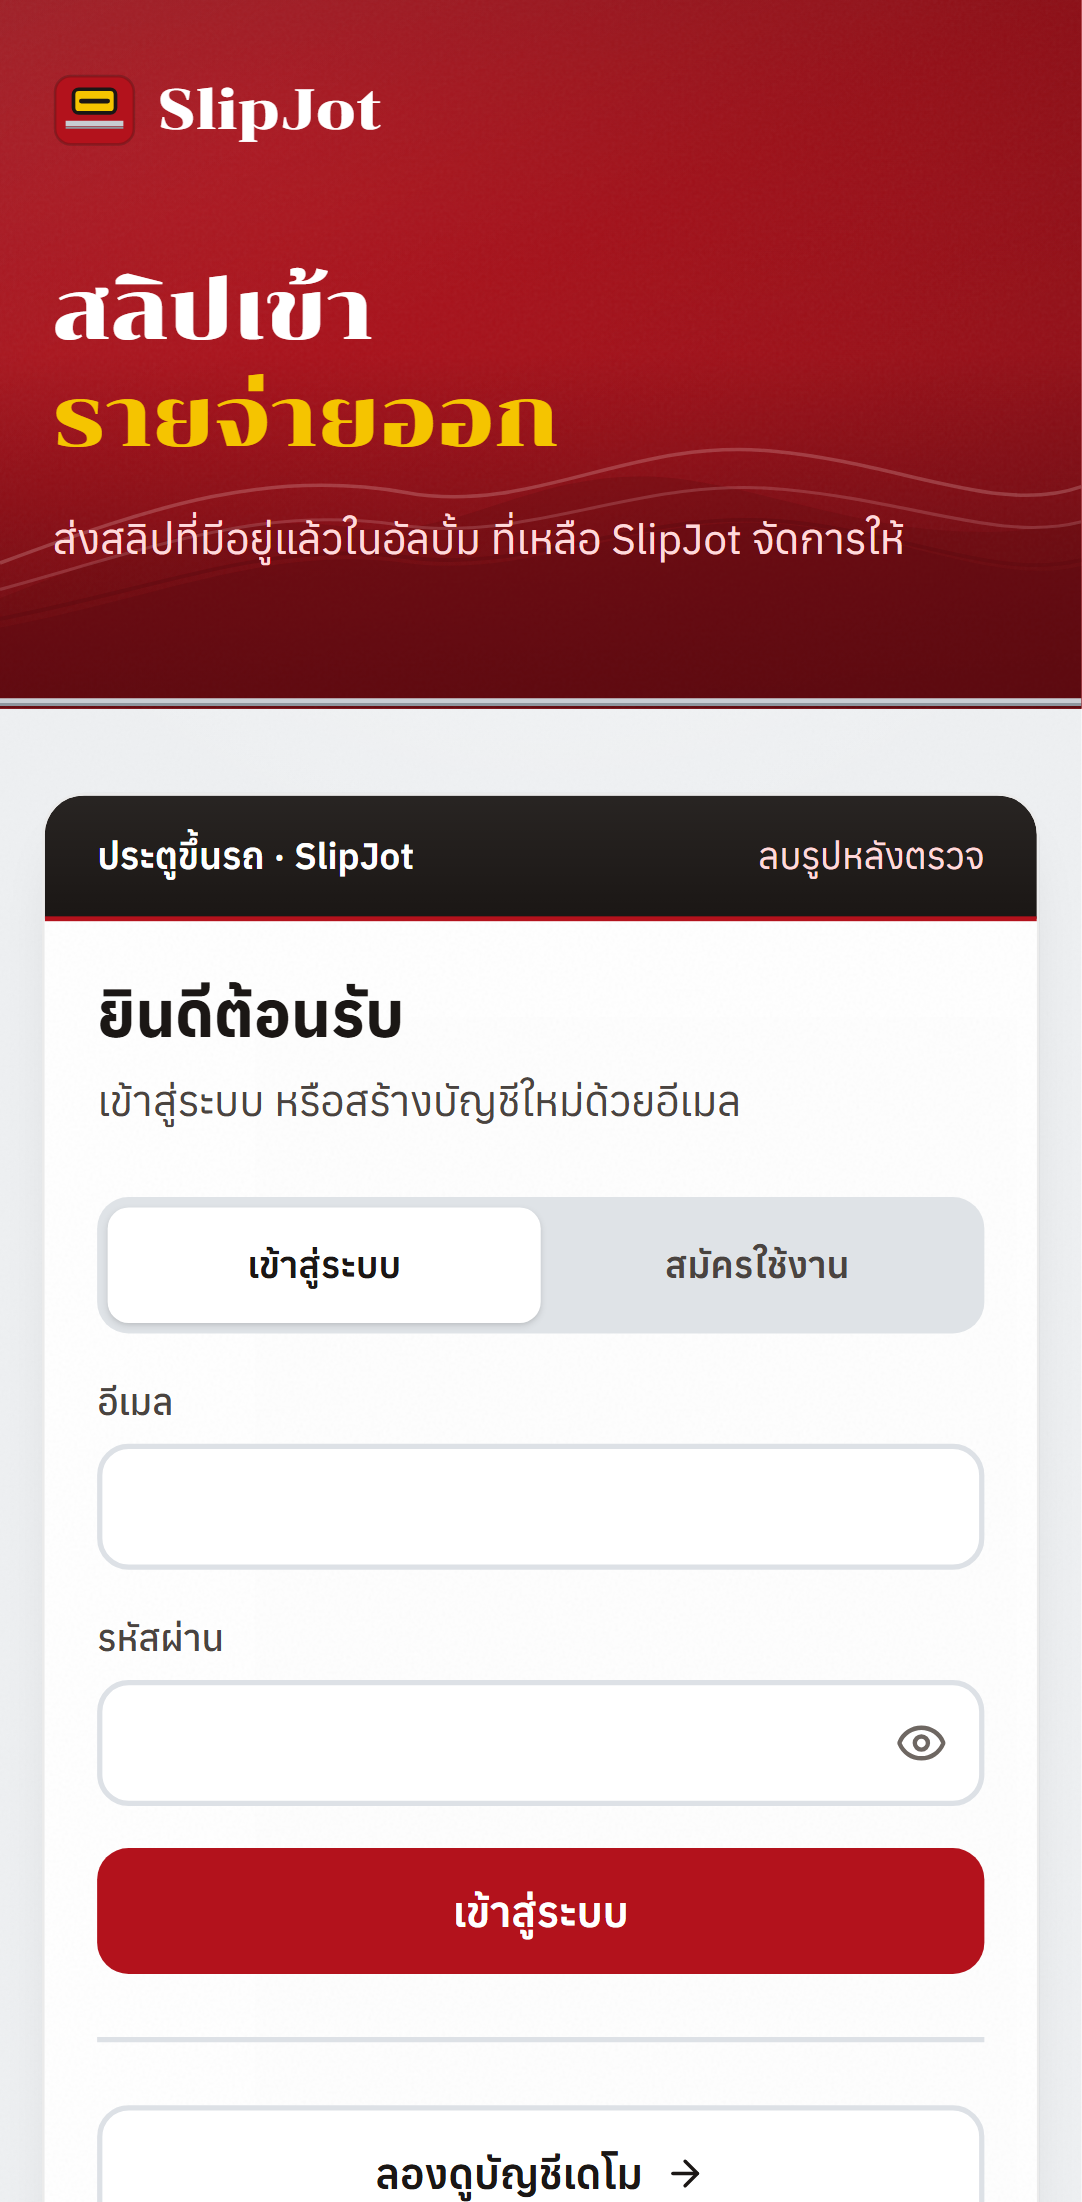 SlipJot
สลิปเข้า
รายจ่ายออก
ส่งสลิปที่มีอยู่แล้วในอัลบั้ม ที่เหลือ SlipJot จัดการให้
ประตูขึ้นรถ · SlipJot
ลบรูปหลังตรวจ
ยินดีต้อนรับ
เข้าสู่ระบบ หรือสร้างบัญชีใหม่ด้วยอีเมล
เข้าสู่ระบบ
สมัครใช้งาน
อีเมล
รหัสผ่าน
เข้าสู่ระบบ
ลองดูบัญชีเดโม →